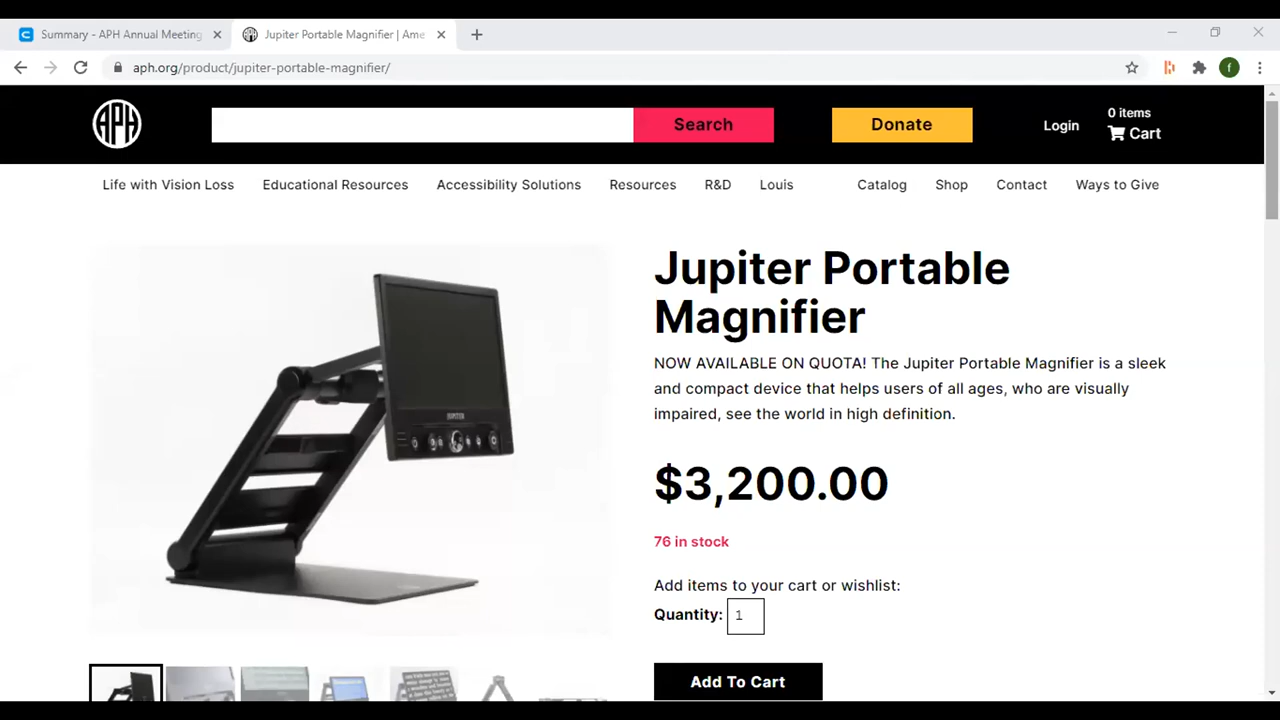 Summary - APH Annual Meeting
Jupiter Portable Magnifier | Ame
aph.org/product/jupiter-portable-magnifier/
APH
Search
Donate
Login
0 items
Cart
Life with Vision Loss
Educational Resources
Accessibility Solutions
Resources
R&D
Louis
Catalog
Shop
Contact
Ways to Give
JUPITER
Jupiter Portable
Magnifier
NOW AVAILABLE ON QUOTA! The Jupiter Portable Magnifier is a sleek
and compact device that helps users of all ages, who are visually
impaired, see the world in high definition.
$3,200.00
76 in stock
Add items to your cart or wishlist:
Quantity: 1
Add To Cart